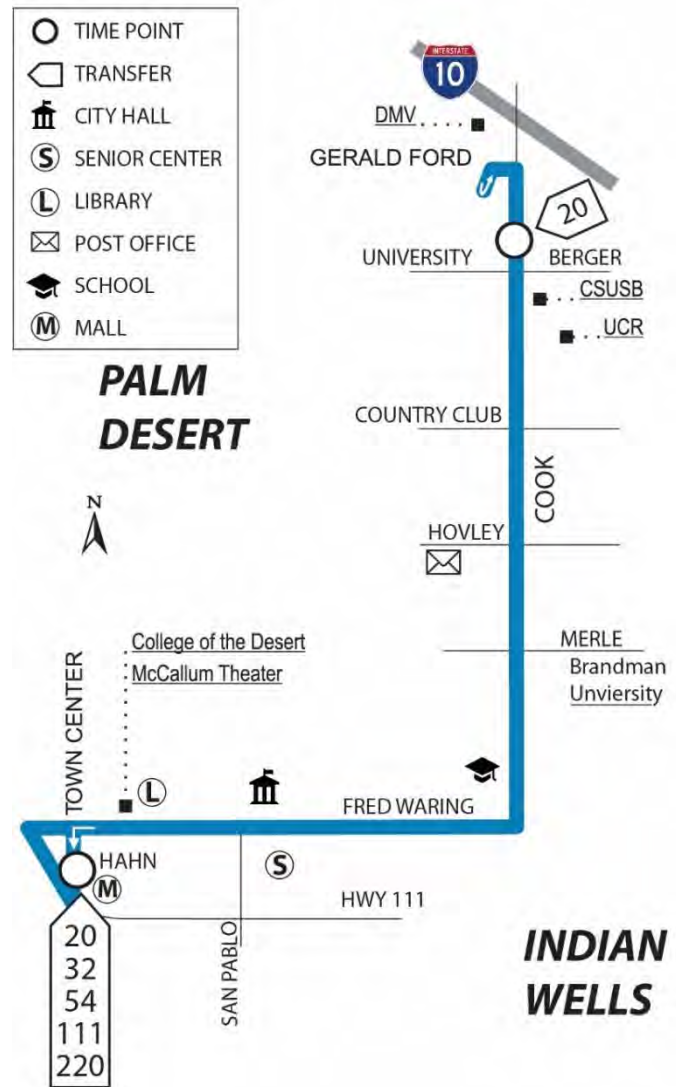 TIME POINT
TRANSFER
CITY HALL
S SENIOR CENTER
L LIBRARY
POST OFFICE
SCHOOL
M MALL
INTERSTATE
10
DMV
GERALD FORD
20
UNIVERSITY
BERGER
CSUSB
UCR
PALM
DESERT
COUNTRY CLUB
COOK
N
HOVLEY
MERLE
Brandman
Unviersity
College of the Desert
McCallum Theater
TOWN CENTER
L
FRED WARING
HAHN
M
S
HWY 111
SAN PABLO
20
32
54
111
220
INDIAN
WELLS